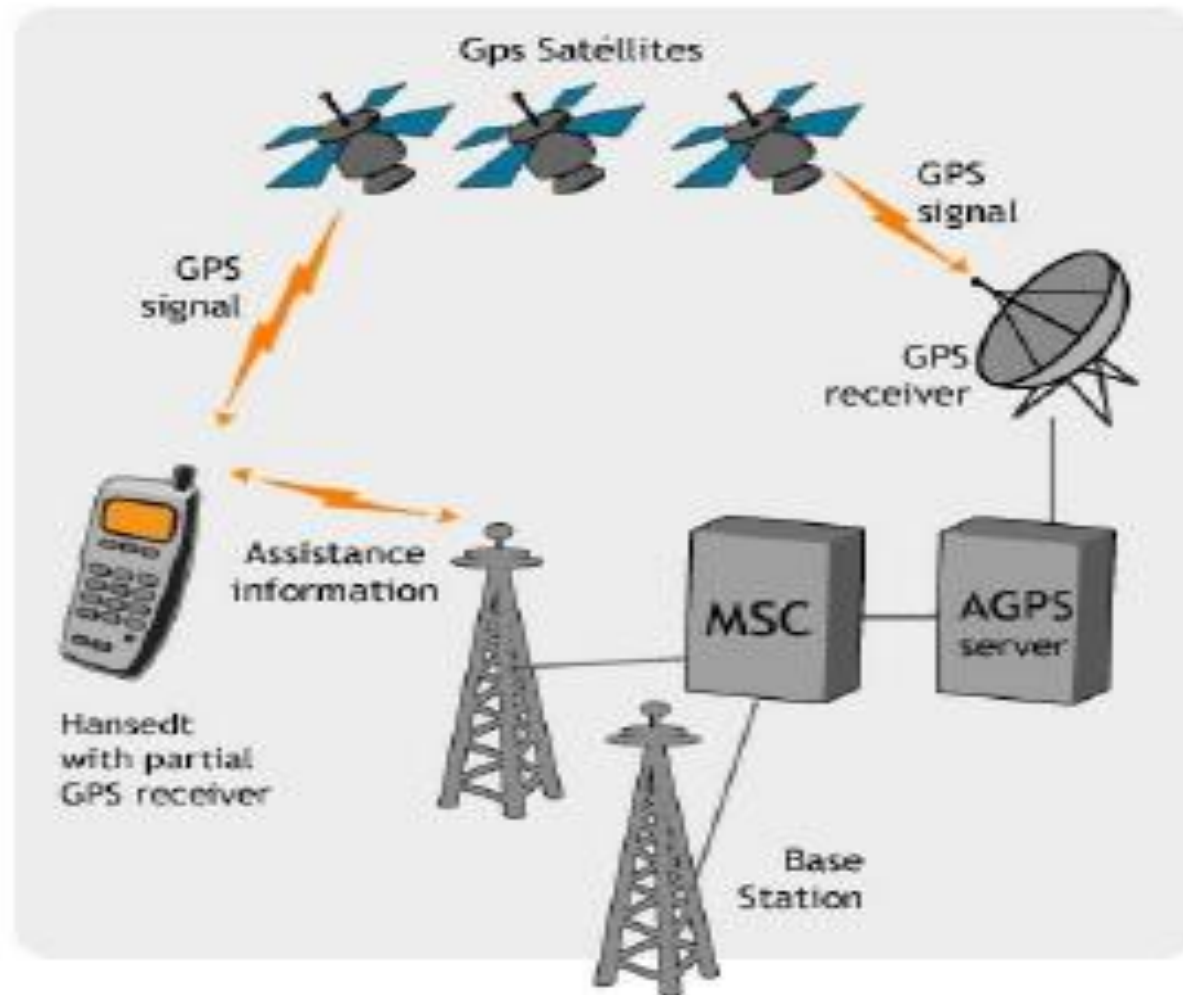 Gps Satéllites
GPS
signal
GPS
signal
GPS
receiver
Assistance
information
MSC
AGPS
server
Hansedt
with partial
GPS receiver
Base
Station